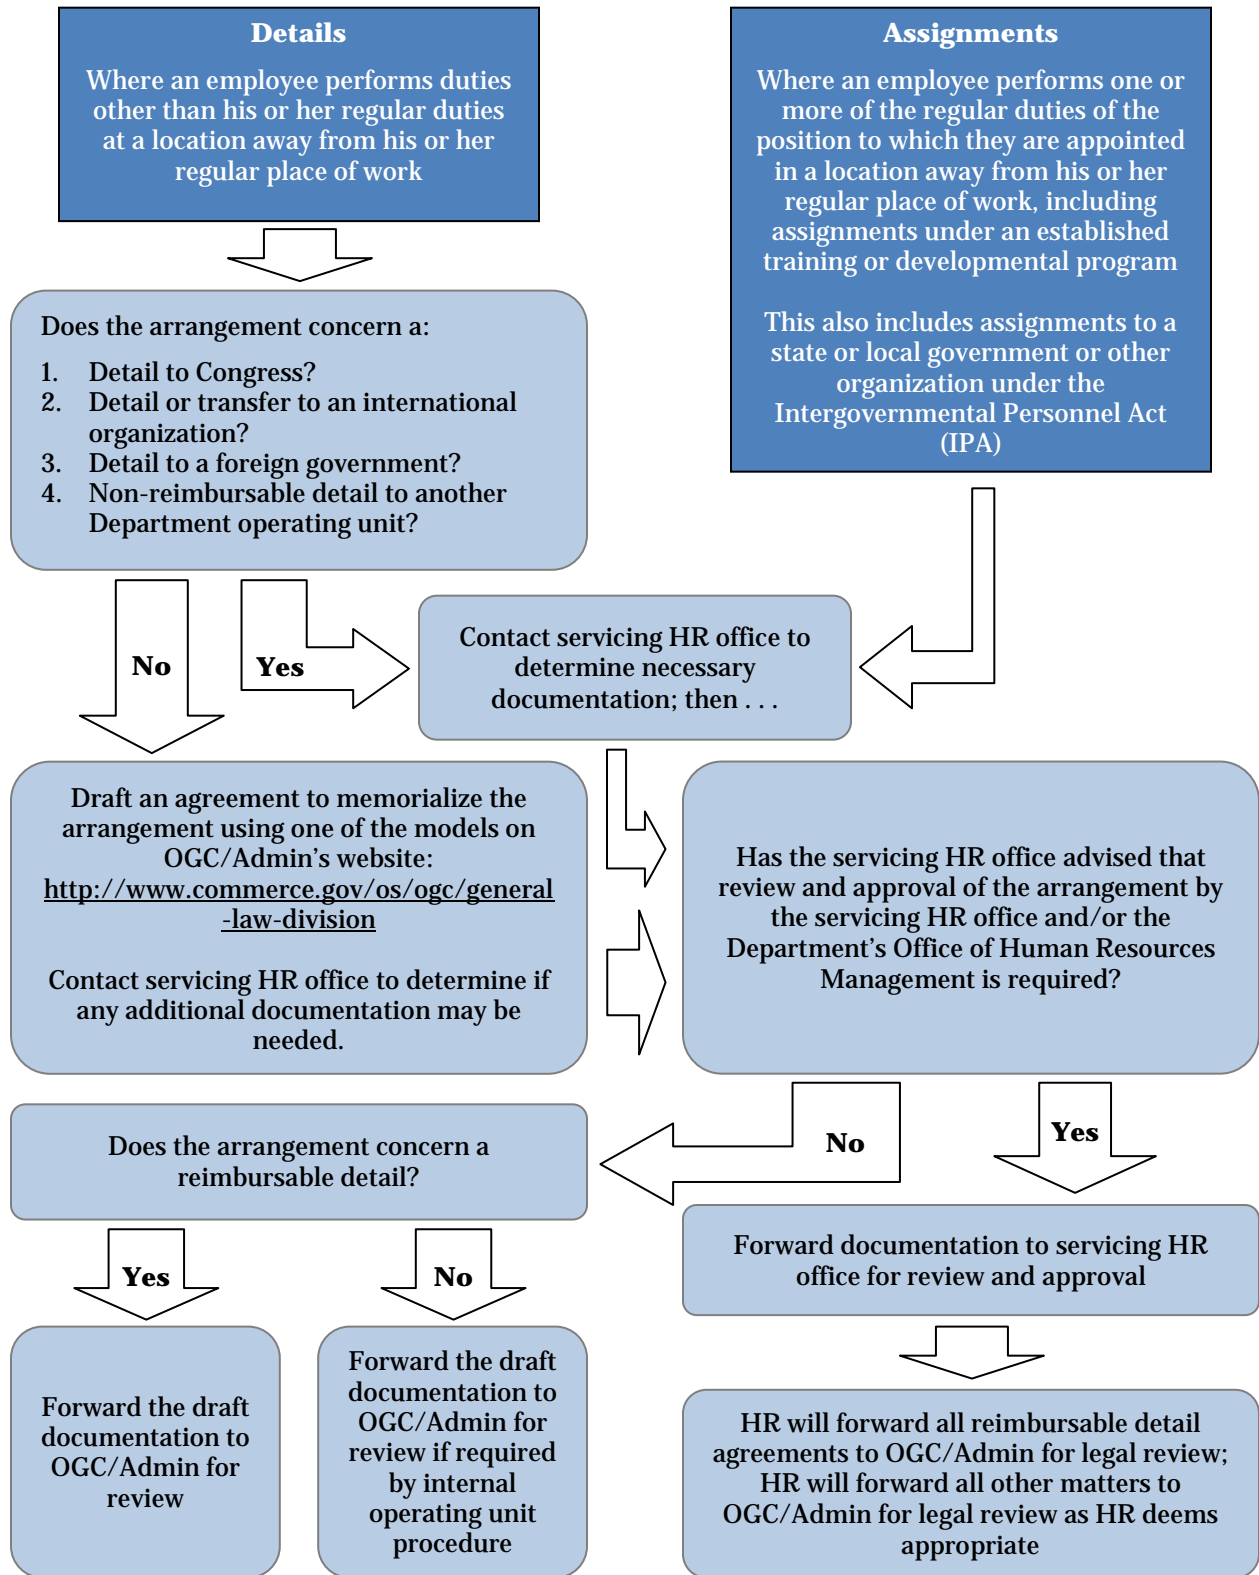 Details
Where an employee performs duties
other than his or her regular duties
at a location away from his or her
regular place of work
Assignments
Where an employee performs one or
more of the regular duties of the
position to which they are appointed
in a location away from his or her
regular place of work, including
assignments under an established
training or developmental program
This also includes assignments to a
state or local government or other
organization under the
Intergovernmental Personnel Act
(IPA)
Does the arrangement concern a:
1. Detail to Congress?
2. Detail or transfer to an international
organization?
3. Detail to a foreign government?
4. Non-reimbursable detail to another
Department operating unit?
No
Yes
Contact servicing HR office to
determine necessary
documentation; then . . .
Draft an agreement to memorialize the
arrangement using one of the models on
OGC/Admin's website:
http://www.commerce.gov/os/ogc/general
-law-division
Contact servicing HR office to determine if
any additional documentation may be
needed.
Has the servicing HR office advised that
review and approval of the arrangement by
the servicing HR office and/or the
Department's Office of Human Resources
Management is required?
No
Yes
Does the arrangement concern a
reimbursable detail?
Forward documentation to servicing HR
office for review and approval
Yes
No
Forward the draft
documentation to
OGC/Admin for
review
Forward the draft
documentation to
OGC/Admin for
review if required
by internal
operating unit
procedure
HR will forward all reimbursable detail
agreements to OGC/Admin for legal review;
HR will forward all other matters to
OGC/Admin for legal review as HR deems
appropriate